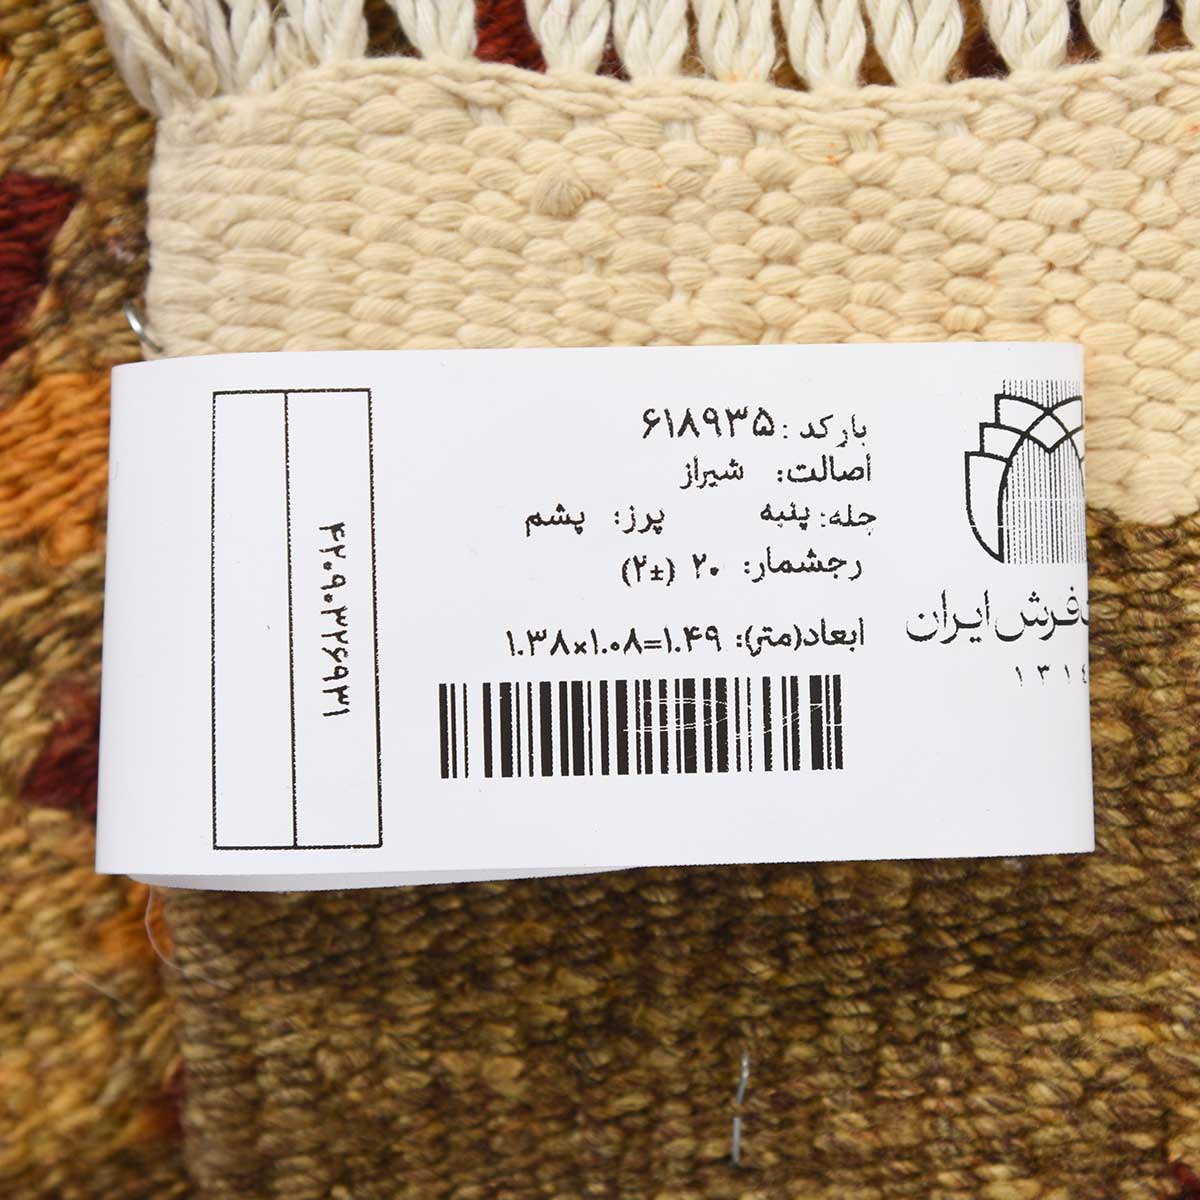 بارکد: ۶۱۸۹۳۵
اصالت: شیراز
چله: پنبه پرز: پشم
رجشمار: ۲۰ (±۲)
ابعاد(متر): ۱.۳۸×۱.۰۸=۱.۴۹
فرش ایران
۱۳۱۴
۴۲۰۹۰۳۲۶۹۳۱